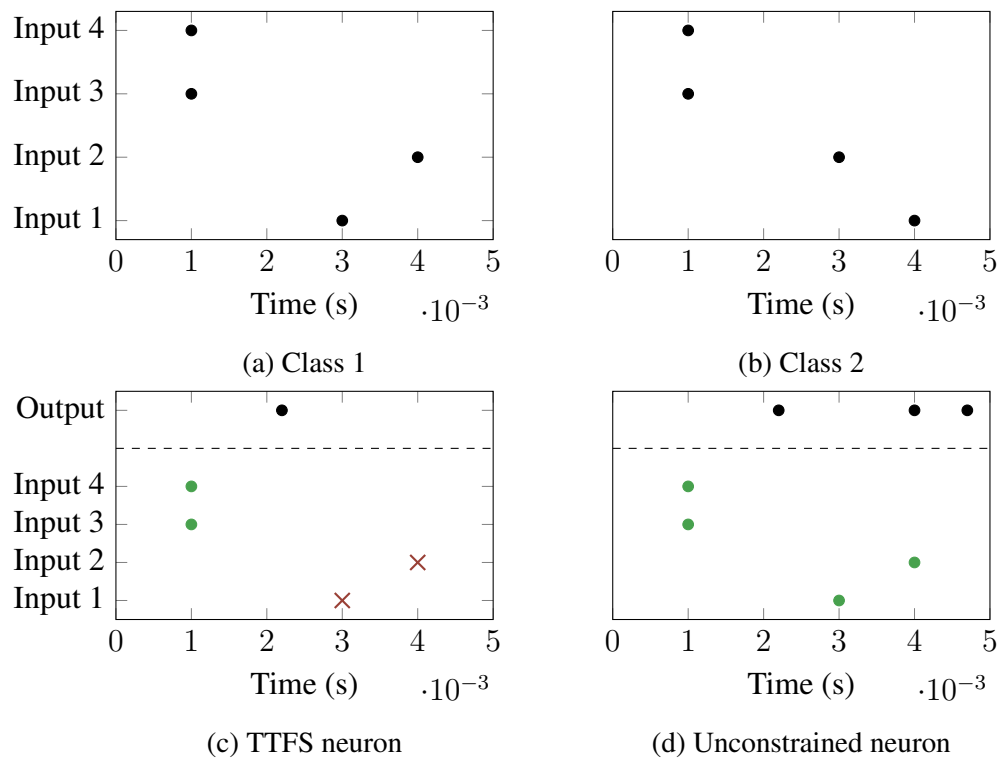 Input 4
Input 3
Input 2
Input 1
0 1 2 3 4 5
Time (s) ·10⁻³
(a) Class 1
0 1 2 3 4 5
Time (s) ·10⁻³
(b) Class 2
Output
Input 4
Input 3
Input 2
Input 1
0 1 2 3 4 5
Time (s) ·10⁻³
(c) TTFS neuron
0 1 2 3 4 5
Time (s) ·10⁻³
(d) Unconstrained neuron